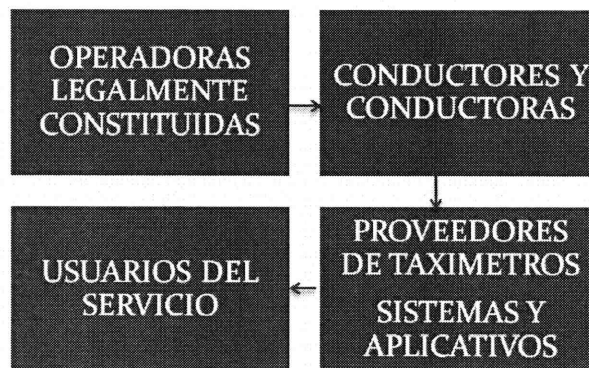 OPERADORAS
LEGALMENTE
CONSTITUIDAS
CONDUCTORES Y
CONDUCTORAS
PROVEEDORES
DE TAXIMETROS
SISTEMAS Y
APLICATIVOS
USUARIOS DEL
SERVICIO